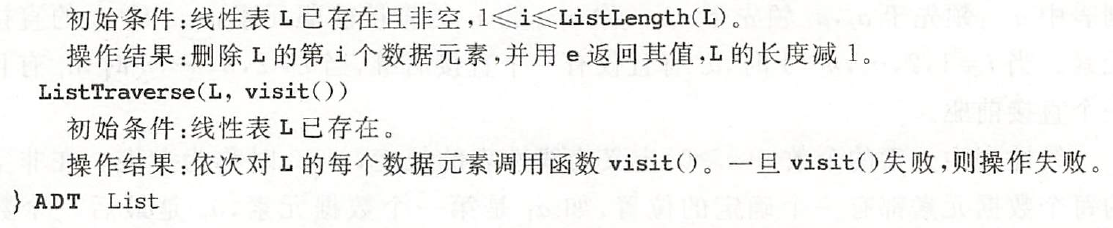 初始条件:线性表 L 已存在且非空,1≤i≤ListLength(L)。
操作结果:删除 L 的第 i 个数据元素,并用 e 返回其值,L 的长度减 1。
ListTraverse(L, visit())
初始条件:线性表 L 已存在。
操作结果:依次对 L 的每个数据元素调用函数 visit()。一旦 visit()失败,则操作失败。
} ADT List